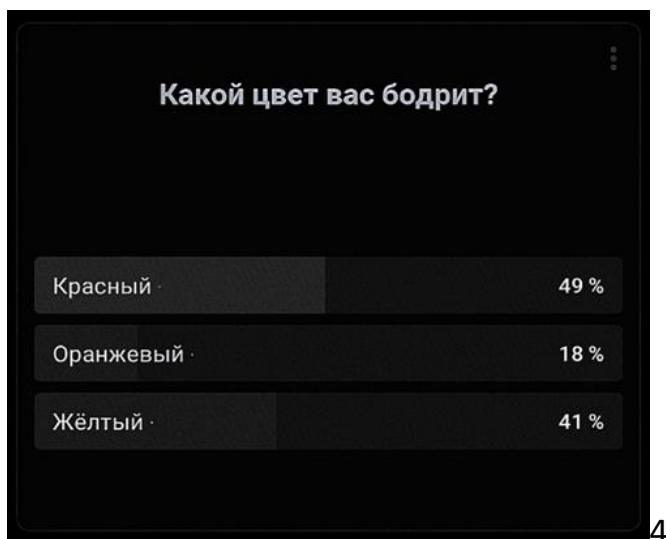 Какой цвет вас бодрит?
Красный ·
49 %
Оранжевый ·
18 %
Жёлтый ·
41 %
4